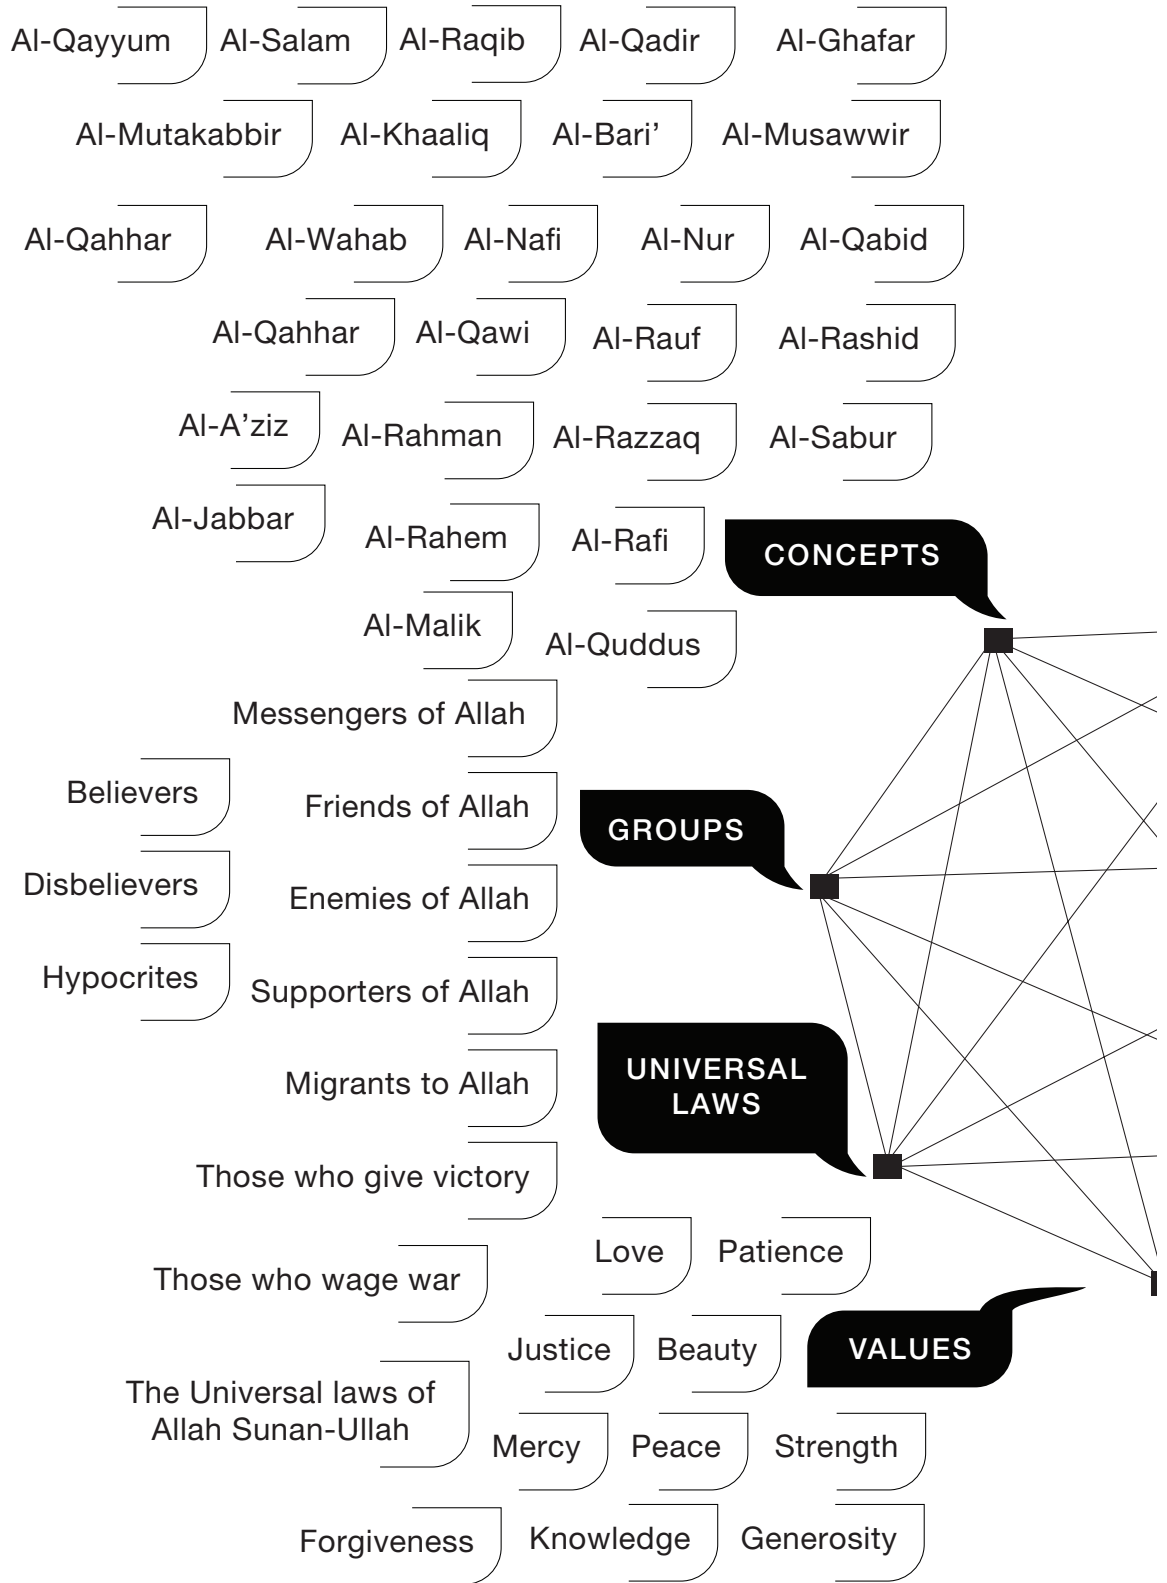 Al-Qayyum
Al-Salam
Al-Raqib
Al-Qadir
Al-Ghafar
Al-Mutakabbir
Al-Khaaliq
Al-Bari’
Al-Musawwir
Al-Qahhar
Al-Wahab
Al-Nafi
Al-Nur
Al-Qabid
Al-Qahhar
Al-Qawi
Al-Rauf
Al-Rashid
Al-A’ziz
Al-Rahman
Al-Razzaq
Al-Sabur
Al-Jabbar
Al-Rahem
Al-Rafi
CONCEPTS
Al-Malik
Al-Quddus
Messengers of Allah
Believers
Friends of Allah
GROUPS
Disbelievers
Enemies of Allah
Hypocrites
Supporters of Allah
Migrants to Allah
UNIVERSAL
LAWS
Those who give victory
Love
Patience
Those who wage war
Justice
Beauty
VALUES
The Universal laws of
Allah Sunan-Ullah
Mercy
Peace
Strength
Forgiveness
Knowledge
Generosity